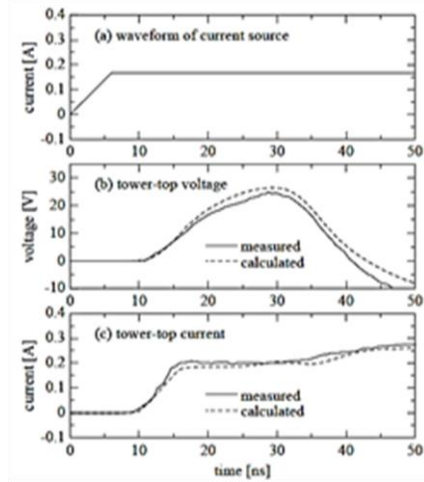 0.4
0.3
0.2
0.1
0
-0.1
current [A]
(a) waveform of current source
0 10 20 30 40 50
30
20
10
0
-10
voltage [V]
(b) tower-top voltage
measured
calculated
0 10 20 30 40 50
0.4
0.3
0.2
0.1
0
-0.1
current [A]
(c) tower-top current
measured
calculated
0 10 20 30 40 50
time [ns]